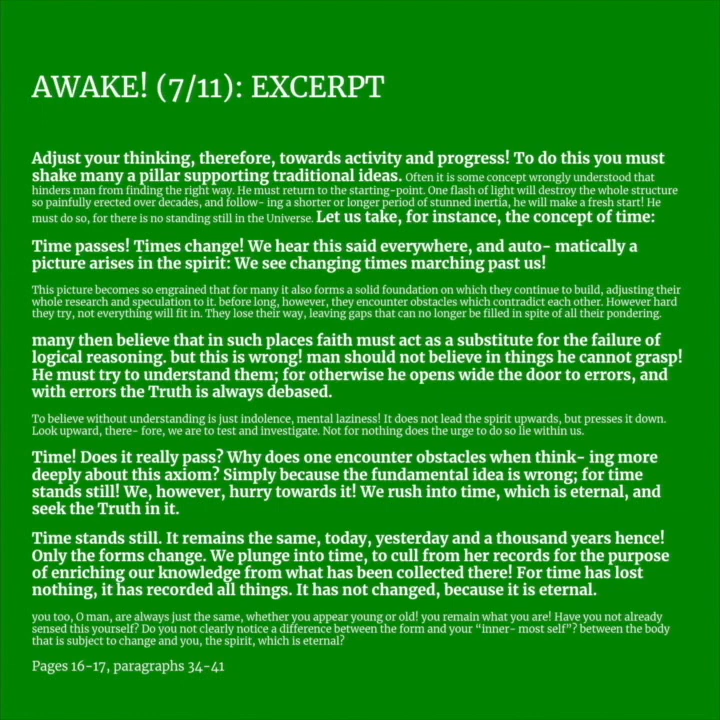 AWAKE! (7/11): EXCERPT
Adjust your thinking, therefore, towards activity and progress! To do this you must
shake many a pillar supporting traditional ideas. Often it is some concept wrongly understood that
hinders man from finding the right way. He must return to the starting-point. One flash of light will destroy the whole structure
so painfully erected over decades, and follow- ing a shorter or longer period of stunned inertia, he will make a fresh start! He
must do so, for there is no standing still in the Universe. Let us take, for instance, the concept of time:
Time passes! Times change! We hear this said everywhere, and auto- matically a
picture arises in the spirit: We see changing times marching past us!
This picture becomes so engrained that for many it also forms a solid foundation on which they continue to build, adjusting their
whole research and speculation to it. before long, however, they encounter obstacles which contradict each other. However hard
they try, not everything will fit in. They lose their way, leaving gaps that can no longer be filled in spite of all their pondering.
many then believe that in such places faith must act as a substitute for the failure of
logical reasoning. but this is wrong! man should not believe in things he cannot grasp!
He must try to understand them; for otherwise he opens wide the door to errors, and
with errors the Truth is always debased.
To believe without understanding is just indolence, mental laziness! It does not lead the spirit upwards, but presses it down.
Look upward, there- fore, we are to test and investigate. Not for nothing does the urge to do so lie within us.
Time! Does it really pass? Why does one encounter obstacles when think- ing more
deeply about this axiom? Simply because the fundamental idea is wrong; for time
stands still! We, however, hurry towards it! We rush into time, which is eternal, and
seek the Truth in it.
Time stands still. It remains the same, today, yesterday and a thousand years hence!
Only the forms change. We plunge into time, to cull from her records for the purpose
of enriching our knowledge from what has been collected there! For time has lost
nothing, it has recorded all things. It has not changed, because it is eternal.
you too, O man, are always just the same, whether you appear young or old! you remain what you are! Have you not already
sensed this yourself? Do you not clearly notice a difference between the form and your “inner- most self”? between the body
that is subject to change and you, the spirit, which is eternal?
Pages 16-17, paragraphs 34-41